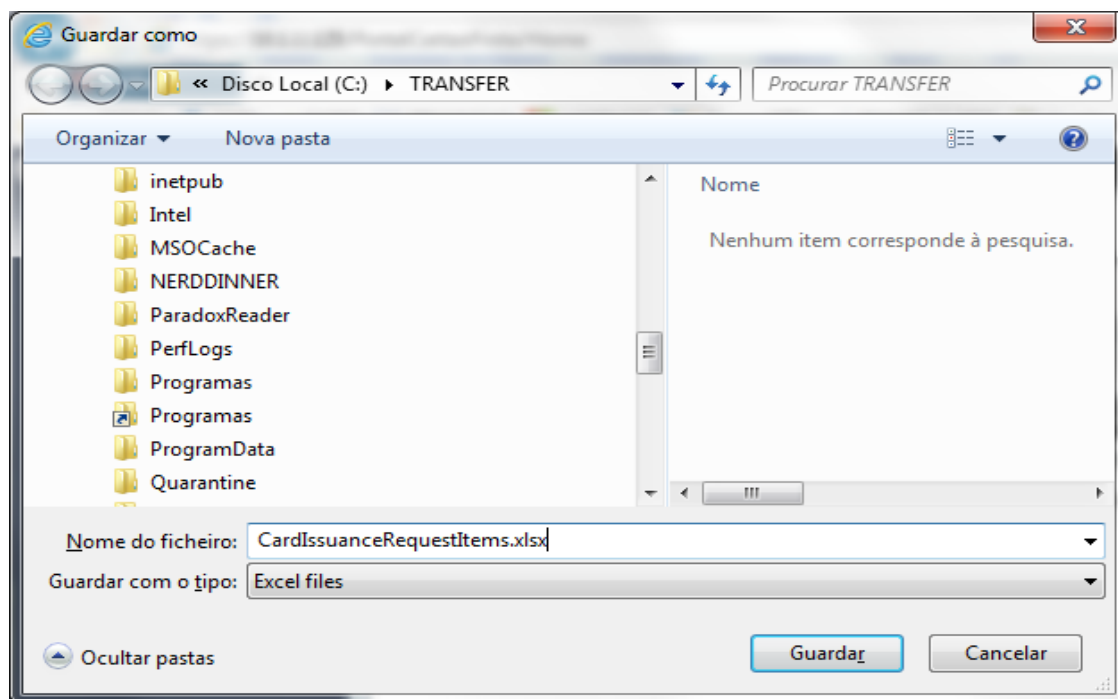 Guardar como
« Disco Local (C:) TRANSFER
Procurar TRANSFER
Organizar Nova pasta
inetpub
Intel
MSOCache
NERDDINNER
ParadoxReader
PerfLogs
Programas
Programas
ProgramData
Quarantine
Nome
Nenhum item corresponde à pesquisa.
Nome do ficheiro: CardIssuanceRequestItems.xlsx
Guardar com o tipo: Excel files
Ocultar pastas
Guardar Cancelar